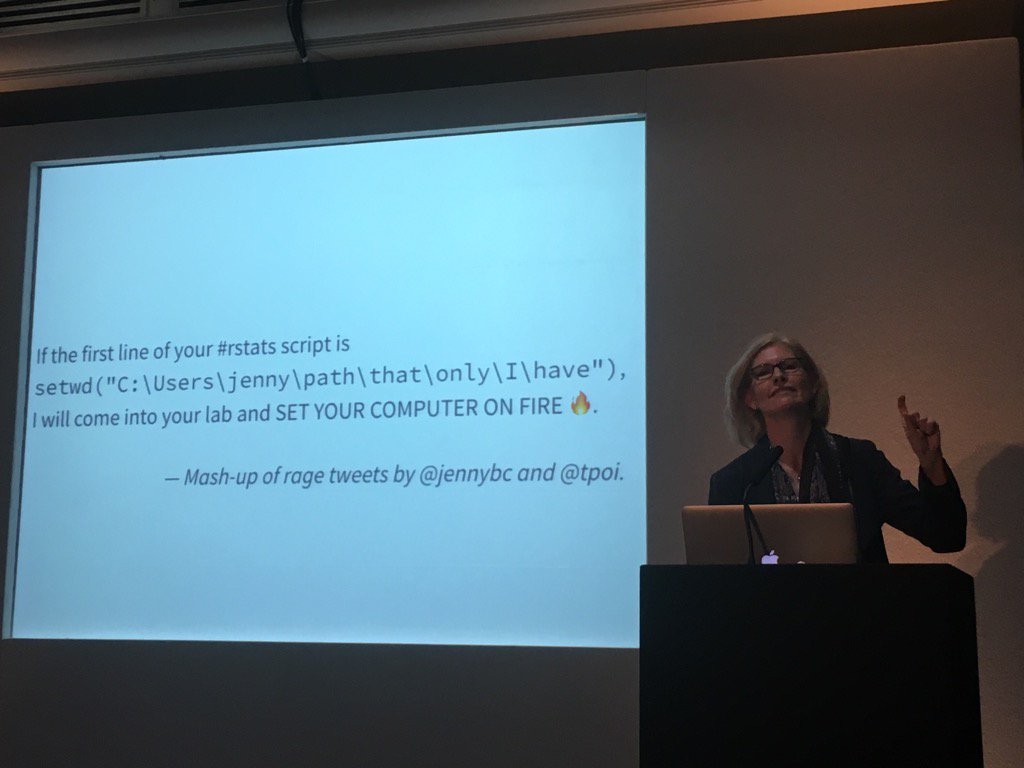 If the first line of your #rstats script is
setwd("C:\Users\jenny\path\that\only\I\have"),
I will come into your lab and SET YOUR COMPUTER ON FIRE 🔥.
— Mash-up of rage tweets by @jennybc and @tpoi.